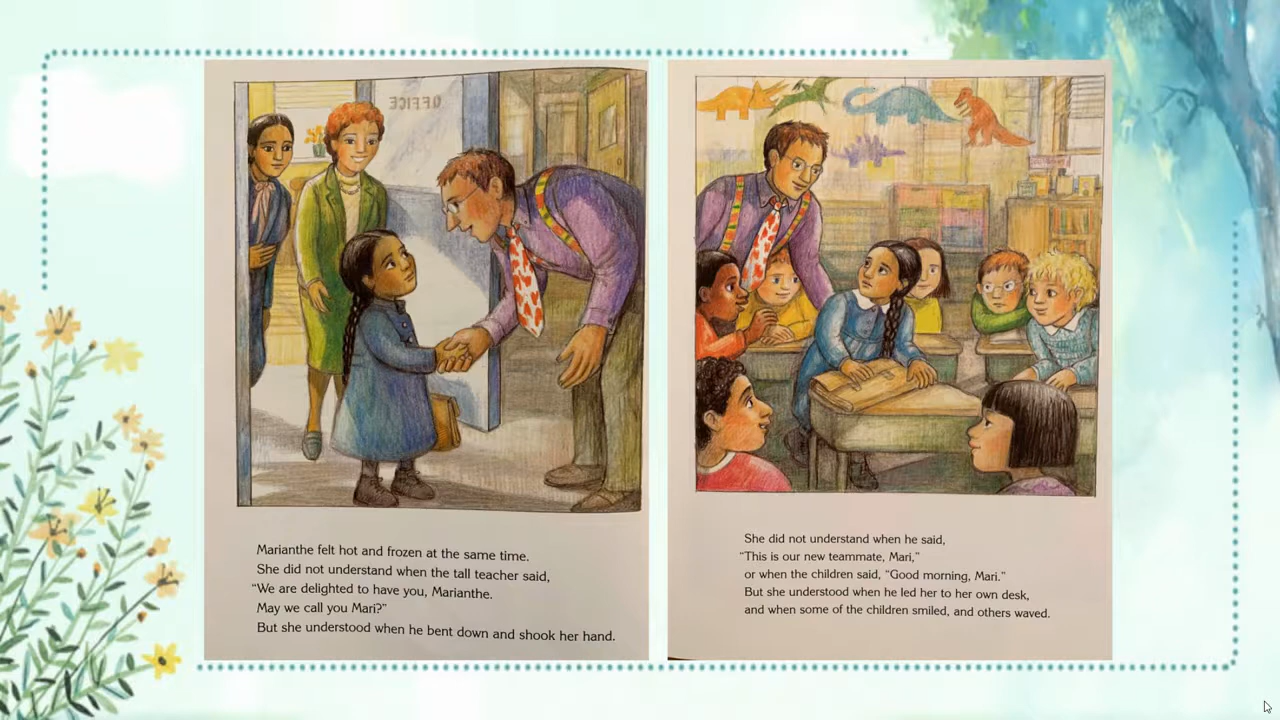 OFFICE
Marianthe felt hot and frozen at the same time.
She did not understand when the tall teacher said,
“We are delighted to have you, Marianthe.
May we call you Mari?”
But she understood when he bent down and shook her hand.
She did not understand when he said,
“This is our new teammate, Mari,”
or when the children said, “Good morning, Mari.”
But she understood when he led her to her own desk,
and when some of the children smiled, and others waved.